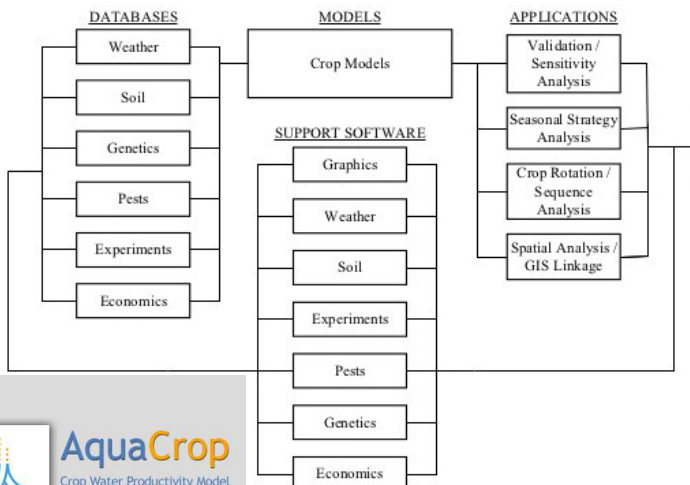 DATABASES
Weather
Soil
Genetics
Pests
Experiments
Economics
MODELS
Crop Models
SUPPORT SOFTWARE
Graphics
Weather
Soil
Experiments
Pests
Genetics
Economics
APPLICATIONS
Validation /
Sensitivity
Analysis
Seasonal Strategy
Analysis
Crop Rotation /
Sequence
Analysis
Spatial Analysis /
GIS Linkage
AquaCrop
Crop Water Productivity Model